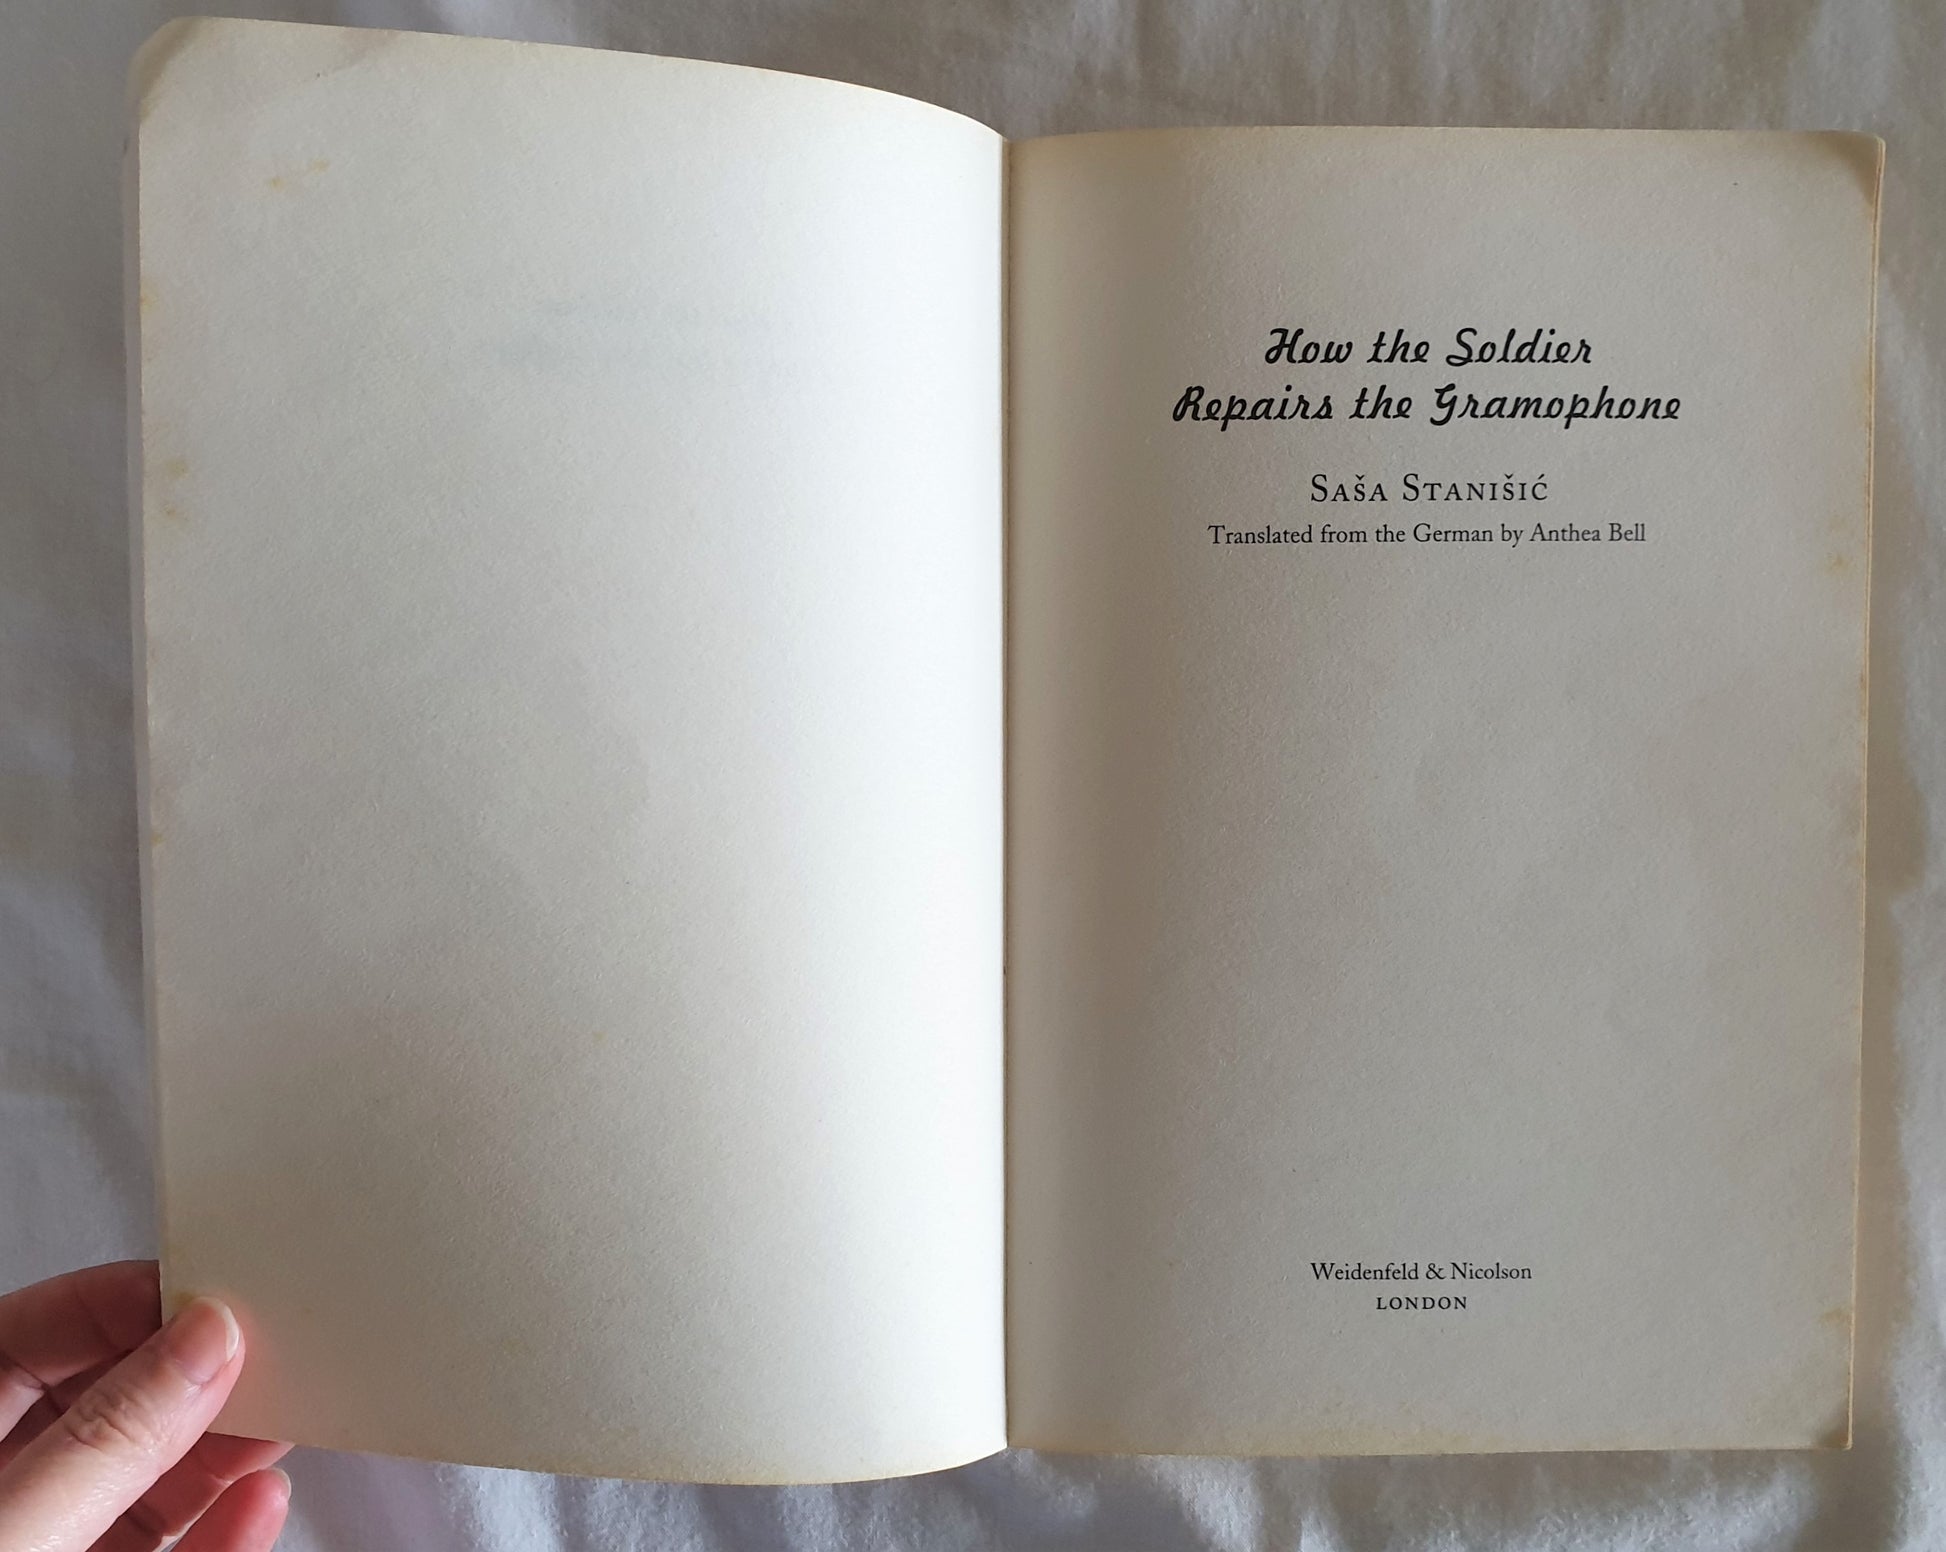 How the Soldier
Repairs the Gramophone
Saša Stanišić
Translated from the German by Anthea Bell
Weidenfeld & Nicolson
LONDON